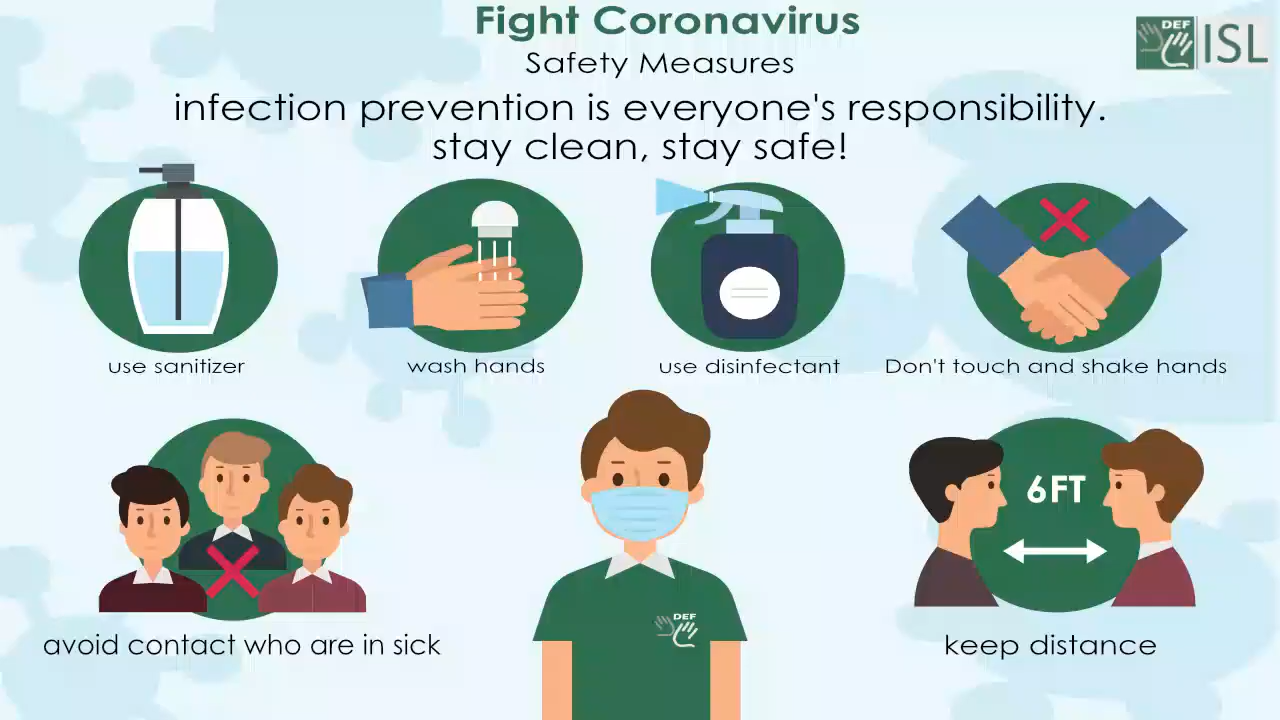 Fight Coronavirus
DEF
ISL
Safety Measures
infection prevention is everyone's responsibility.
stay clean, stay safe!
use sanitizer
wash hands
use disinfectant
Don't touch and shake hands
6FT
DEF
avoid contact who are in sick
keep distance